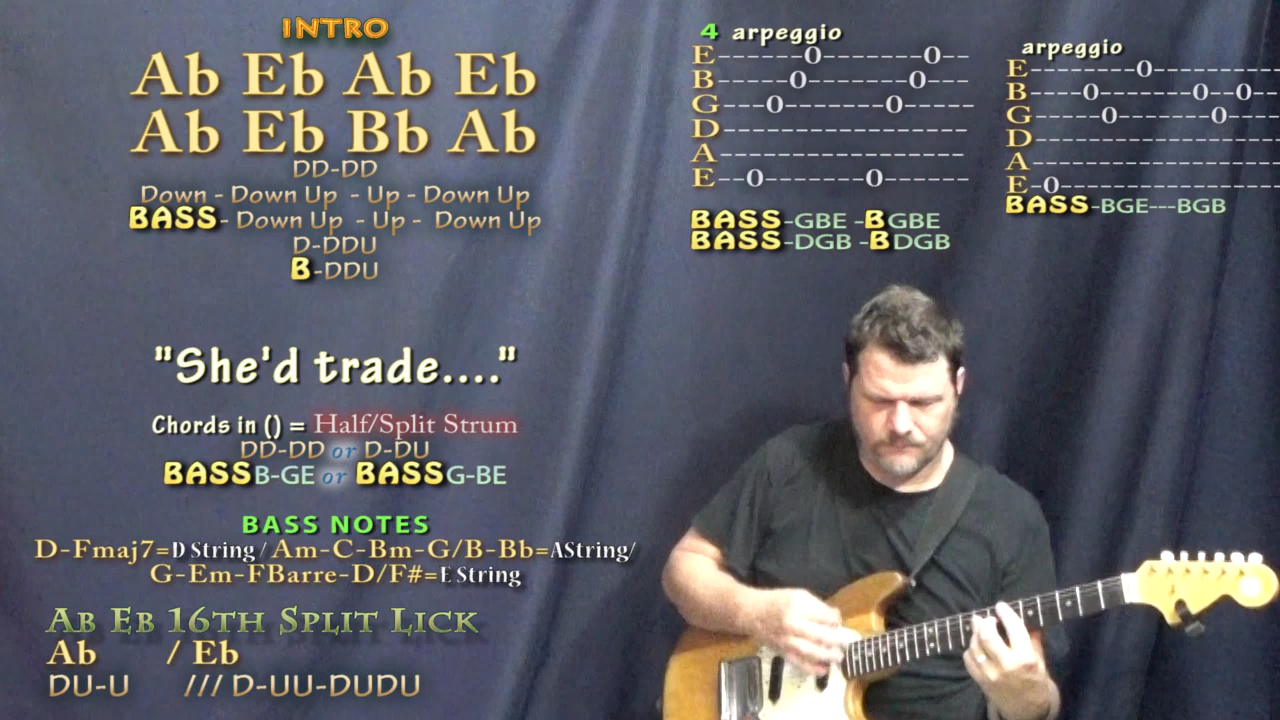 INTRO
Ab Eb Ab Eb
Ab Eb Bb Ab
DD-DD
Down - Down Up - Up - Down Up
BASS - Down Up - Up - Down Up
D-DDU
B-DDU
"She'd trade...."
Chords in () = Half/Split Strum
DD-DD or D-DU
BASS B-GE or BASS G-BE
BASS NOTES
D-Fmaj7=D String / Am-C-Bm-G/B-Bb=AString/
G-Em-FBarre-D/F#=E String
Ab Eb 16th Split Lick
Ab / Eb
DU-U /// D-UU-DUDU
4 arpeggio
E-------0---------0---
B------0---------0----
G----0---------0------
D---------------------
A---------------------
E--0---------0--------
BASS-GBE -BGBE
BASS-DGB -BDGB
arpeggio
E---------0-----------
B-----0--------0--0---
G------0--------0-----
D---------------------
A---------------------
E-0-------------------
BASS-BGE---BGB